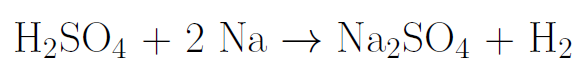 H₂SO₄ + 2 Na → Na₂SO₄ + H₂